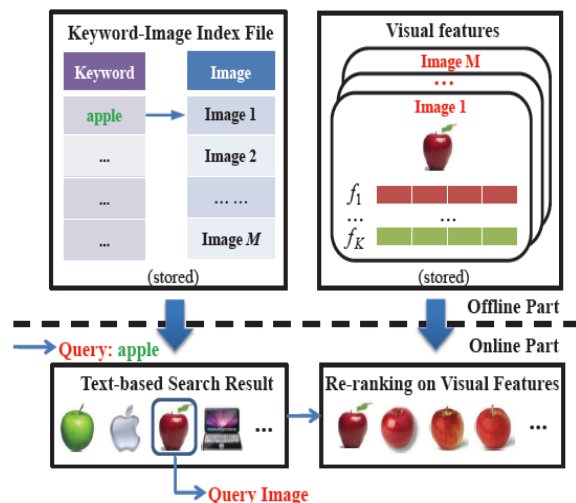 Keyword-Image Index File
Keyword
Image
apple
Image 1
...
Image 2
...
... ...
...
Image M
(stored)
Visual features
Image M
...
Image 1
f1
...
...
fK
(stored)
Offline Part
Online Part
Query: apple
Text-based Search Result
...
Query Image
Re-ranking on Visual Features
...